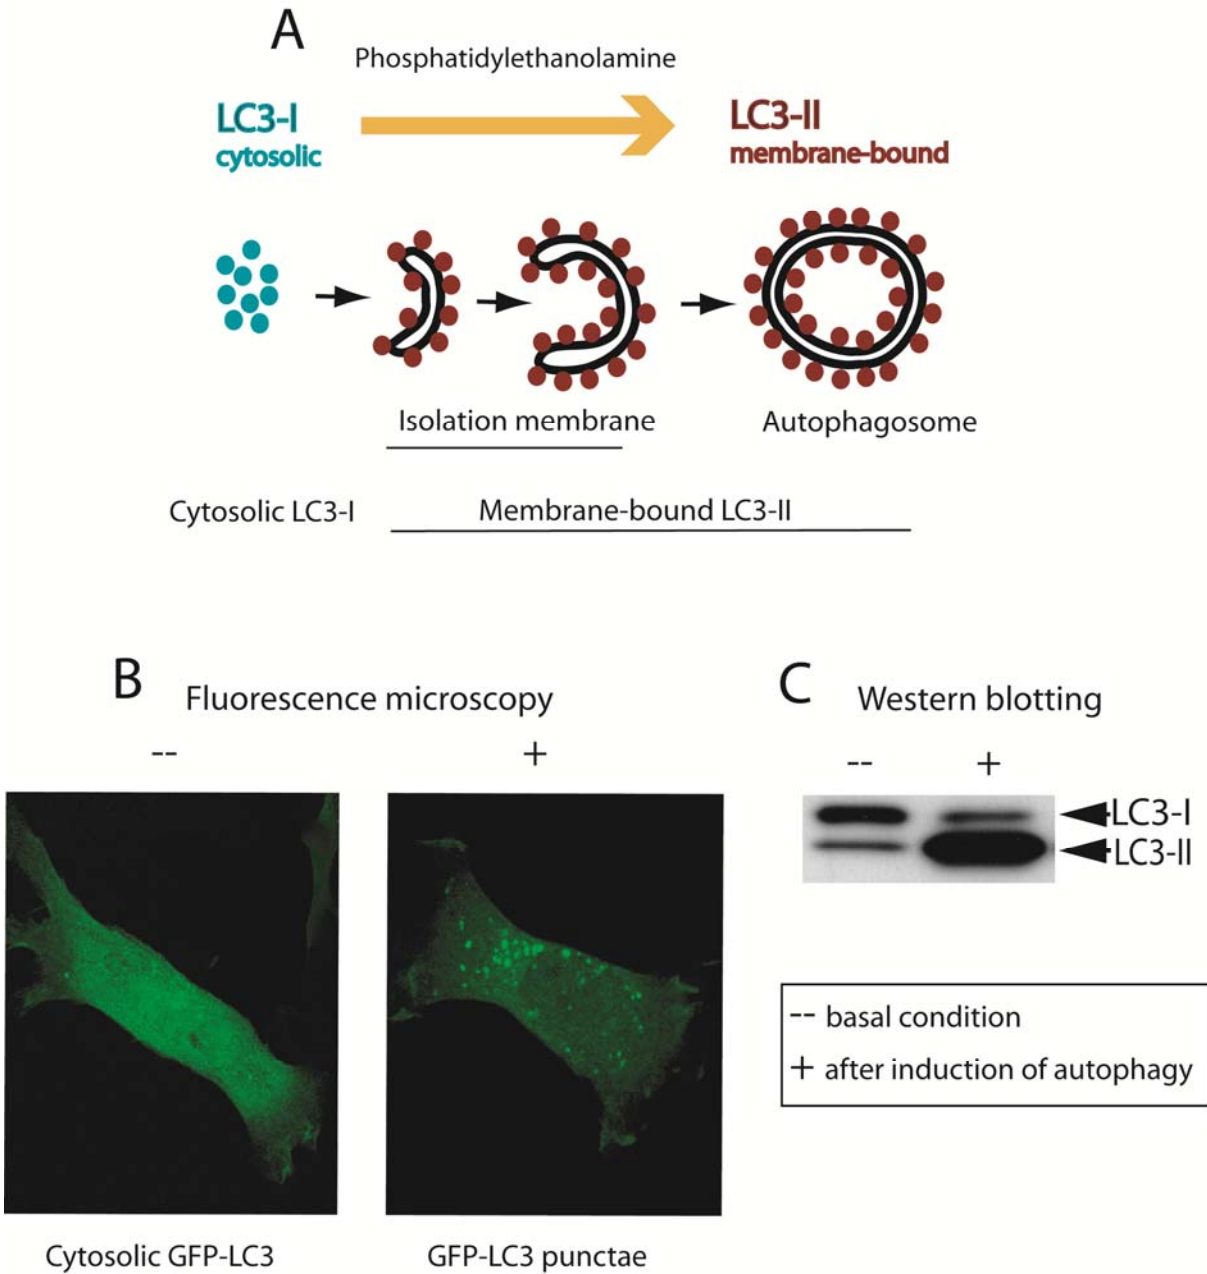 A
Phosphatidylethanolamine
LC3-I
cytosolic
LC3-II
membrane-bound
Isolation membrane
Autophagosome
Cytosolic LC3-I
Membrane-bound LC3-II
B
Fluorescence microscopy
--
+
Cytosolic GFP-LC3
GFP-LC3 punctae
C
Western blotting
--
+
LC3-I
LC3-II
-- basal condition
+ after induction of autophagy